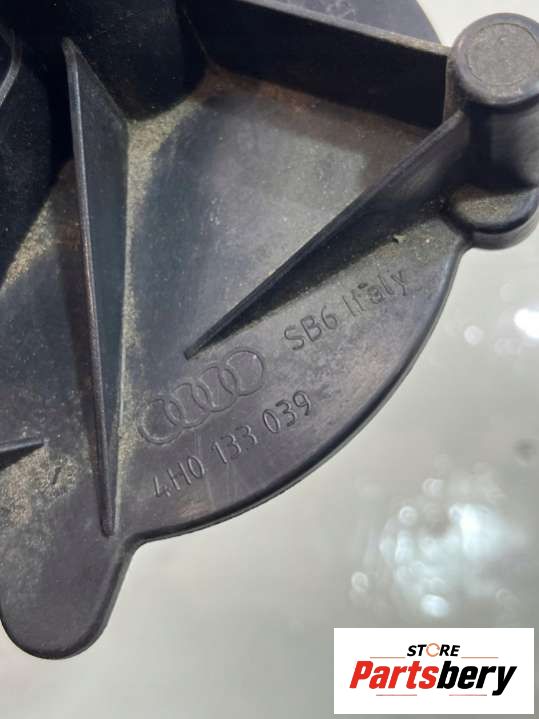 SB6 Italy
4H0 133 039
STORE
Partsbery